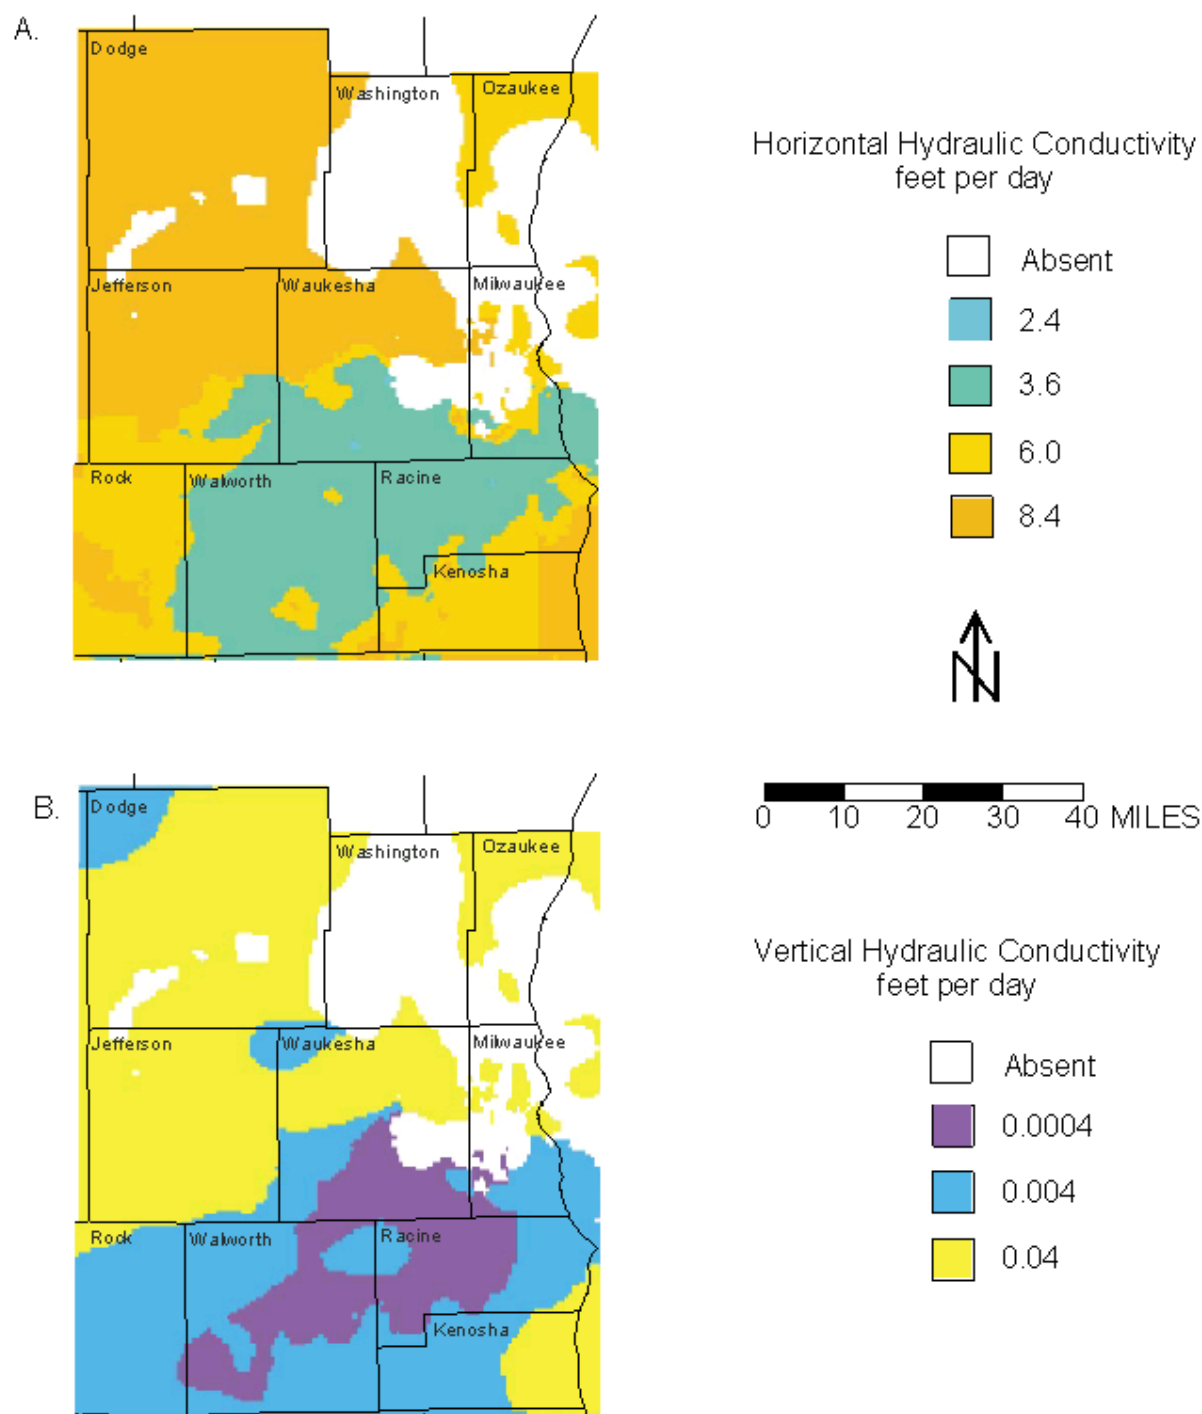 A.
Dodge
Washington
Ozaukee
Jefferson
Waukesha
Milwaukee
Rock
Walworth
Racine
Kenosha
Horizontal Hydraulic Conductivity
feet per day
Absent
2.4
3.6
6.0
8.4
N
0 10 20 30 40 MILES
B.
Dodge
Washington
Ozaukee
Jefferson
Waukesha
Milwaukee
Rock
Walworth
Racine
Kenosha
Vertical Hydraulic Conductivity
feet per day
Absent
0.0004
0.004
0.04